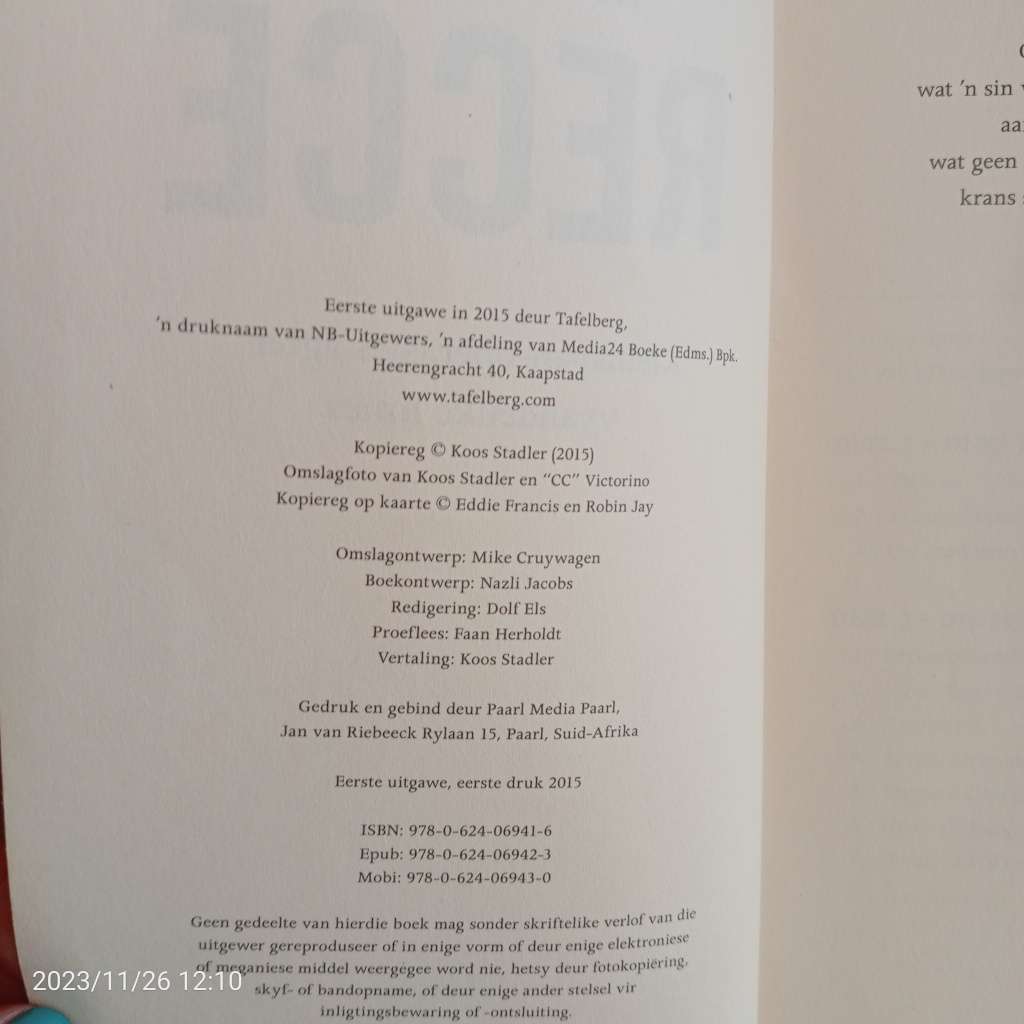 RECCE
Eerste uitgawe in 2015 deur Tafelberg,
'n druknaam van NB-Uitgewers, 'n afdeling van Media24 Boeke (Edms.) Bpk.
Heerengracht 40, Kaapstad
www.tafelberg.com
Kopiereg © Koos Stadler (2015)
Omslagfoto van Koos Stadler en “CC” Victorino
Kopiereg op kaarte © Eddie Francis en Robin Jay
Omslagontwerp: Mike Cruywagen
Boekontwerp: Nazli Jacobs
Redigering: Dolf Els
Proeflees: Faan Herholdt
Vertaling: Koos Stadler
Gedruk en gebind deur Paarl Media Paarl,
Jan van Riebeeck Rylaan 15, Paarl, Suid-Afrika
Eerste uitgawe, eerste druk 2015
ISBN: 978-0-624-06941-6
Epub: 978-0-624-06942-3
Mobi: 978-0-624-06943-0
Geen gedeelte van hierdie boek mag sonder skriftelike verlof van die
uitgewer gereproduseer of in enige vorm of deur enige elektroniese
of meganiese middel weergegee word nie, hetsy deur fotokopiëring,
skyf- of bandopname, of deur enige ander stelsel vir
inligtingsbewaring of -ontsluiting.
wat 'n sin
wat geen
krans
2023/11/26 12:10